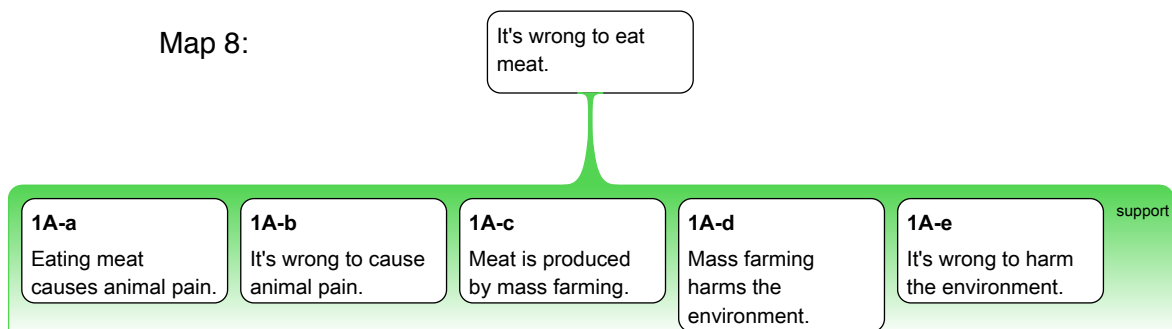 Map 8:
It's wrong to eat
meat.
support
1A-a
Eating meat
causes animal pain.
1A-b
It's wrong to cause
animal pain.
1A-c
Meat is produced
by mass farming.
1A-d
Mass farming
harms the
environment.
1A-e
It's wrong to harm
the environment.